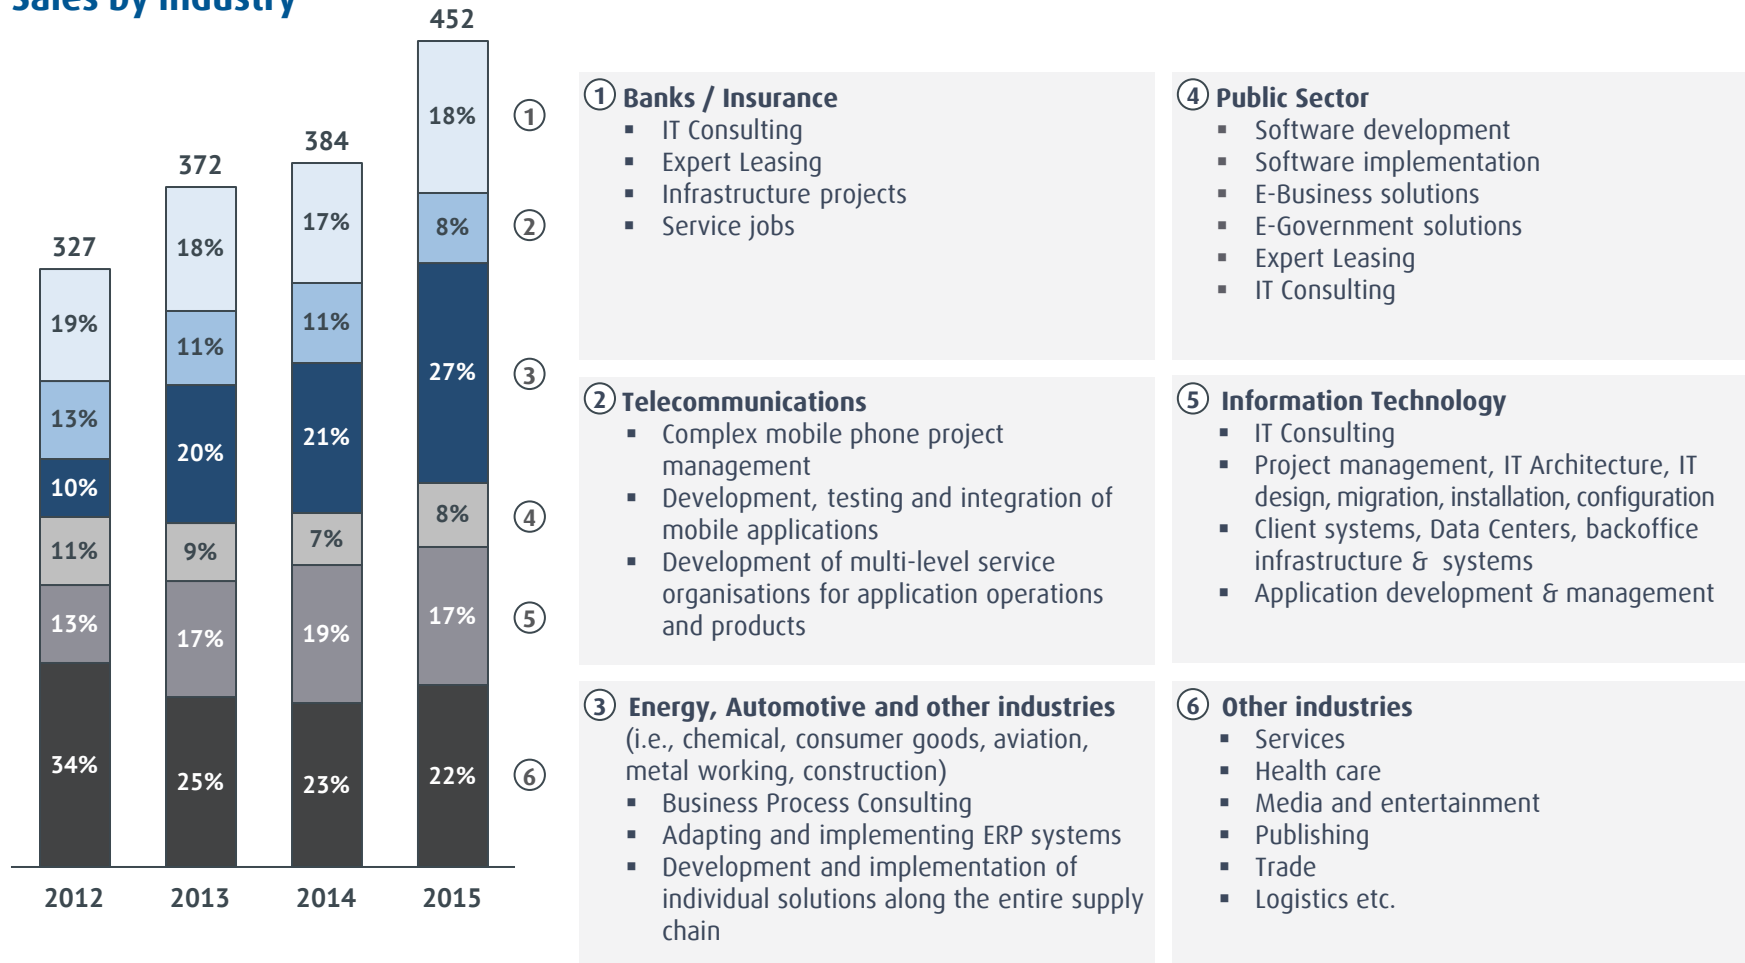 Sales by Industry
327
19%
13%
10%
11%
13%
34%
2012
372
18%
11%
20%
9%
17%
25%
2013
384
17%
11%
21%
7%
19%
23%
2014
452
18%
8%
27%
8%
17%
22%
2015
1
2
3
4
5
6
1 Banks / Insurance
▪ IT Consulting
▪ Expert Leasing
▪ Infrastructure projects
▪ Service jobs
2 Telecommunications
▪ Complex mobile phone project
management
▪ Development, testing and integration of
mobile applications
▪ Development of multi-level service
organisations for application operations
and products
3 Energy, Automotive and other industries
(i.e., chemical, consumer goods, aviation,
metal working, construction)
▪ Business Process Consulting
▪ Adapting and implementing ERP systems
▪ Development and implementation of
individual solutions along the entire supply
chain
4 Public Sector
▪ Software development
▪ Software implementation
▪ E-Business solutions
▪ E-Government solutions
▪ Expert Leasing
▪ IT Consulting
5 Information Technology
▪ IT Consulting
▪ Project management, IT Architecture, IT
design, migration, installation, configuration
▪ Client systems, Data Centers, backoffice
infrastructure & systems
▪ Application development & management
6 Other industries
▪ Services
▪ Health care
▪ Media and entertainment
▪ Publishing
▪ Trade
▪ Logistics etc.